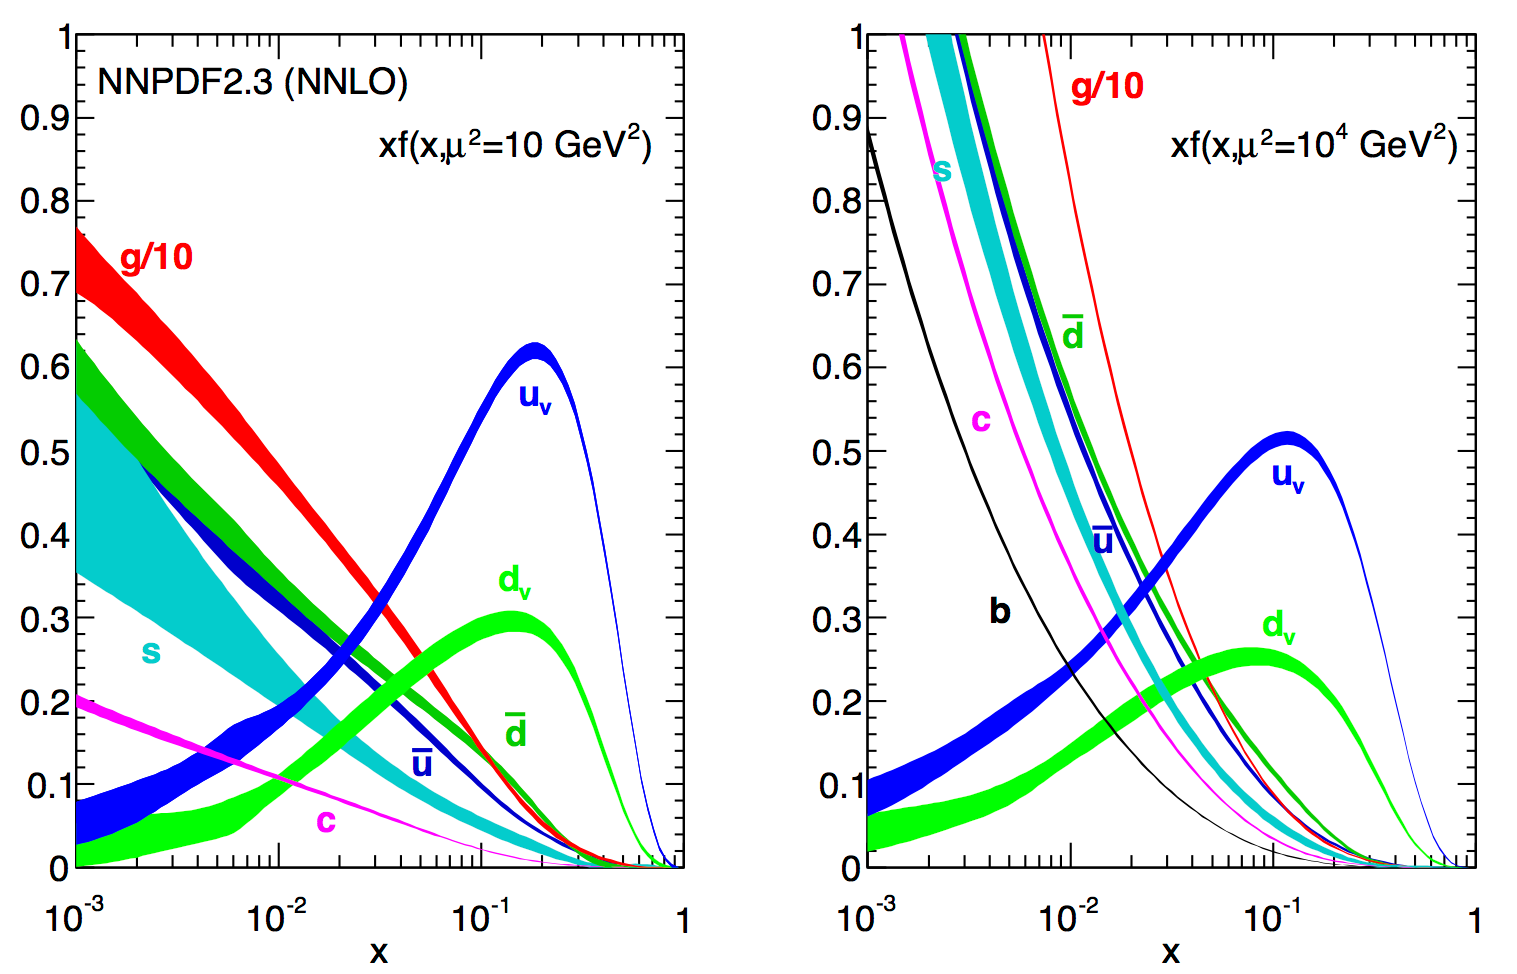 NNPDF2.3 (NNLO)
xf(x,μ²=10 GeV²)
1
0.9
0.8
0.7
0.6
0.5
0.4
0.3
0.2
0.1
0
g/10
u_v
d_v
s
d̅
u̅
c
10⁻³
10⁻²
10⁻¹
1
x
xf(x,μ²=10⁴ GeV²)
1
0.9
0.8
0.7
0.6
0.5
0.4
0.3
0.2
0.1
0
g/10
s
d̅
c
u_v
u̅
b
d_v
10⁻³
10⁻²
10⁻¹
1
x